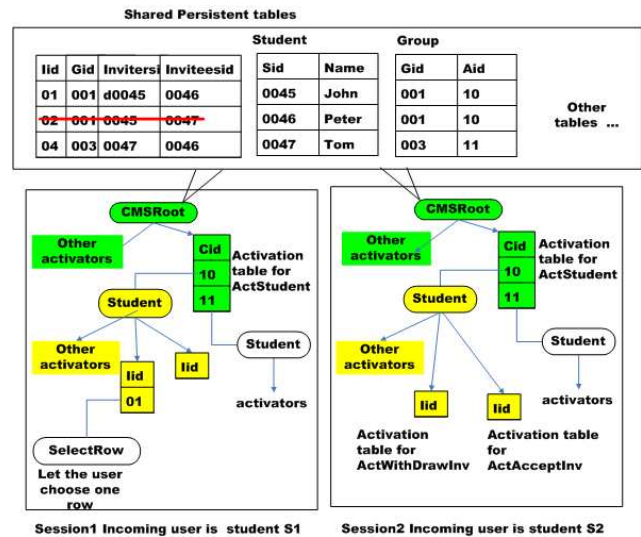 Shared Persistent tables
Student
Group
Iid Gid Invitersi Inviteesid
01 001 d0045 0046
02 001 0045 0047
04 003 0047 0046
Sid Name
0045 John
0046 Peter
0047 Tom
Gid Aid
001 10
001 10
003 11
Other
tables ...
CMSRoot
Other
activators
Cid
10
11
Activation
table for
ActStudent
Student
Other
activators
Iid
01
Iid
Student
activators
SelectRow
Let the user
choose one
row
Session1 Incoming user is student S1
CMSRoot
Other
activators
Cid
10
11
Activation
table for
ActStudent
Student
Other
activators
Iid
Iid
Student
activators
Activation
table for
ActWithDrawInv
Activation table
for
ActAcceptInv
Session2 Incoming user is student S2